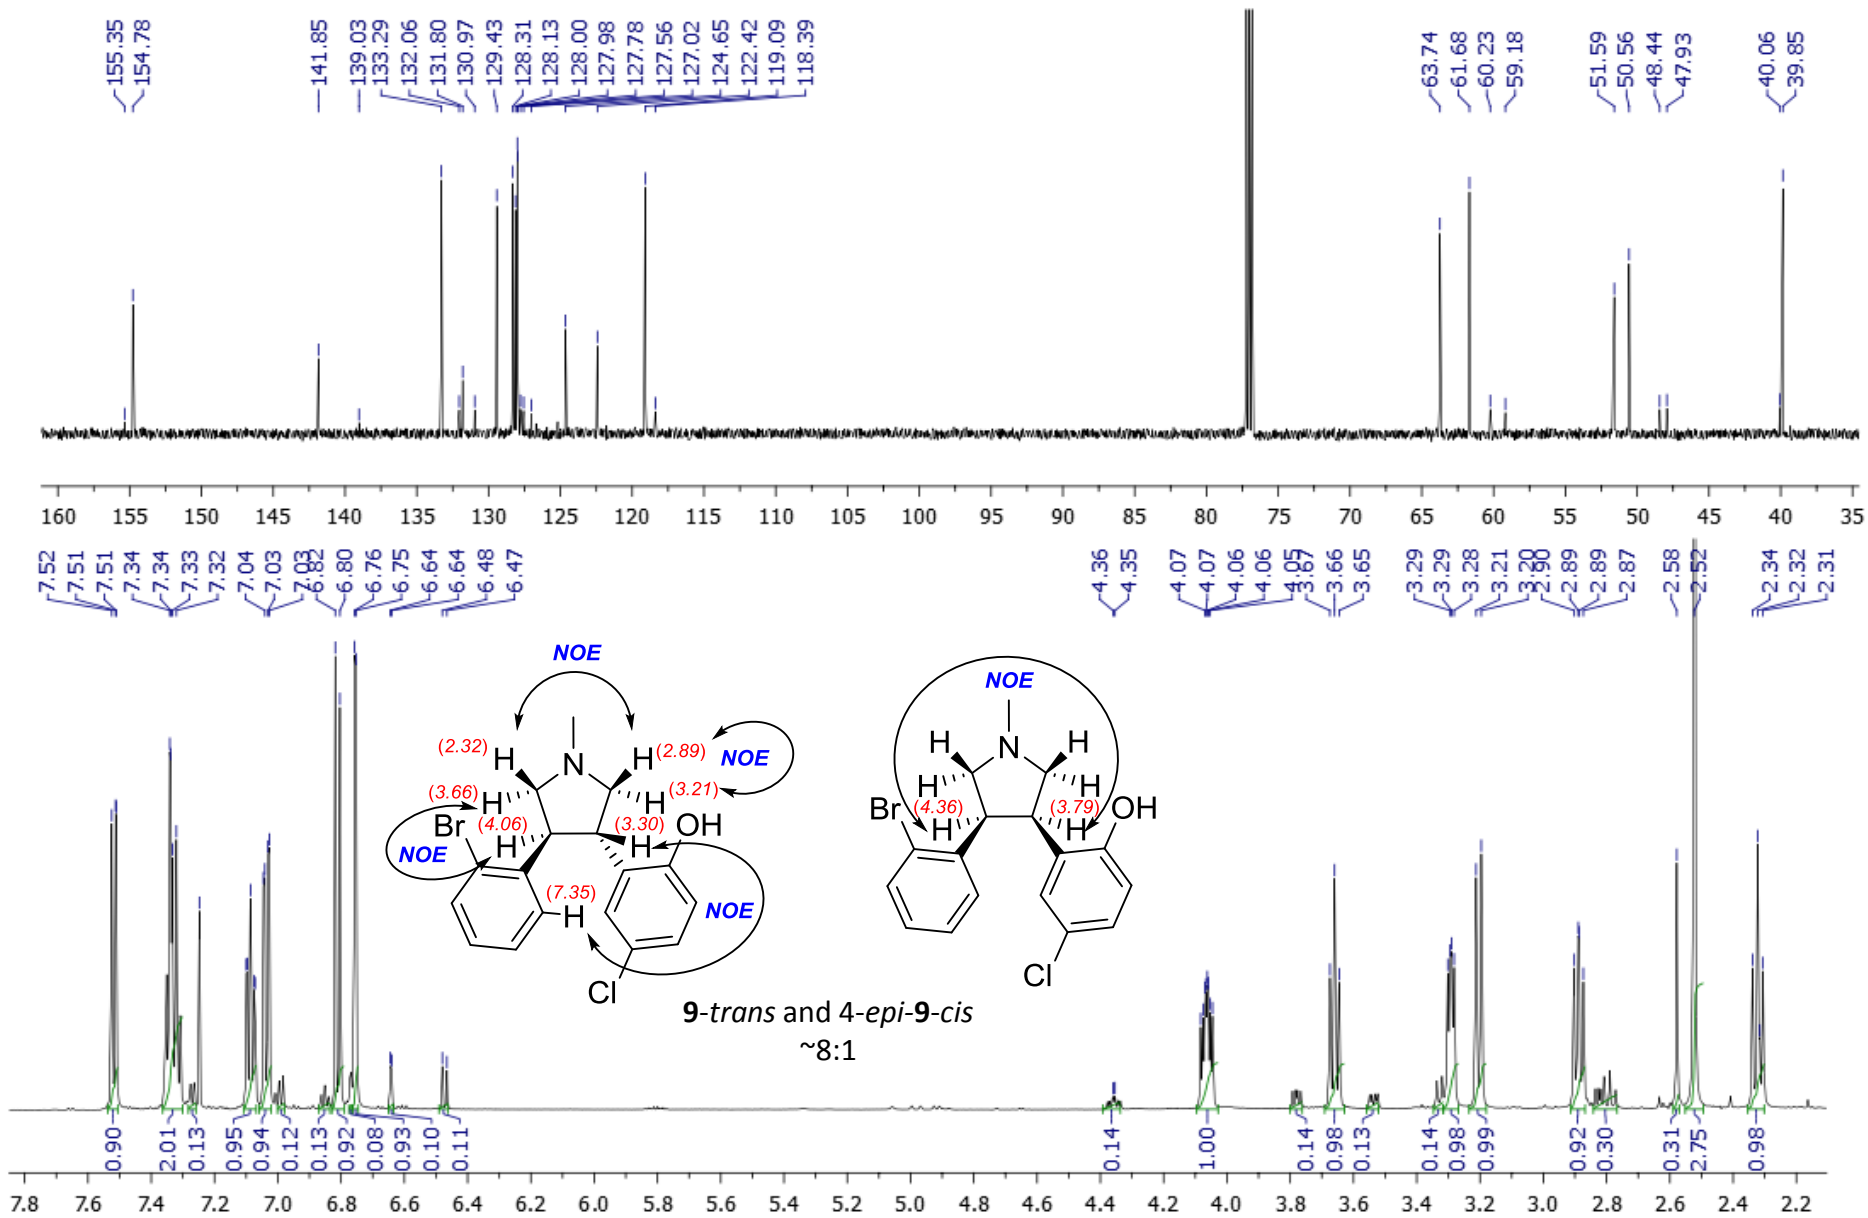 155.35 154.78 141.85 139.03 133.29 132.06 131.80 130.97 129.43 128.31 128.13 128.00 127.98 127.78 127.56 127.02 124.65 122.42 119.09 118.39 63.74 61.68 60.23 59.18 51.59 50.56 48.44 47.93 40.06 39.85
160 155 150 145 140 135 130 125 120 115 110 105 100 95 90 85 80 75 70 65 60 55 50 45 40 35
7.52 7.51 7.51 7.34 7.34 7.33 7.32 7.04 7.03 7.03 6.82 6.80 6.76 6.75 6.64 6.64 6.48 6.47 4.36 4.35 4.07 4.07 4.06 4.06 4.05 3.67 3.66 3.65 3.29 3.29 3.28 3.21 3.20 2.90 2.89 2.89 2.87 2.58 2.52 2.34 2.32 2.31
NOE
(2.32) H N H (2.89)
NOE
(3.66) H H (3.21)
Br (4.06) H (3.30) H OH
NOE
(7.35) H
NOE
Cl
NOE
H N H
H H
Br (4.36) H (3.79) H OH
Cl
9-trans and 4-epi-9-cis
~8:1
0.90 2.01 0.13 0.95 0.94 0.12 0.13 0.92 0.08 0.93 0.10 0.11 0.14 1.00 0.14 0.98 0.13 0.14 0.98 0.99 0.92 0.30 0.31 2.75 0.98
7.8 7.6 7.4 7.2 7.0 6.8 6.6 6.4 6.2 6.0 5.8 5.6 5.4 5.2 5.0 4.8 4.6 4.4 4.2 4.0 3.8 3.6 3.4 3.2 3.0 2.8 2.6 2.4 2.2